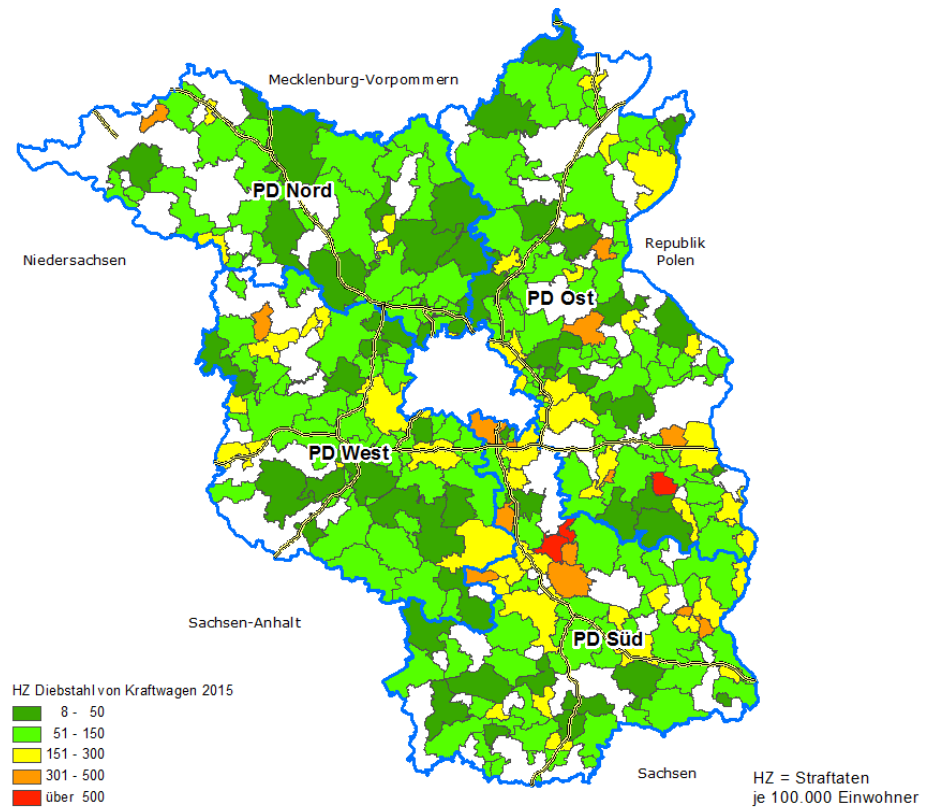 Mecklenburg-Vorpommern
PD Nord
Niedersachsen
Republik
Polen
PD Ost
PD West
Sachsen-Anhalt
PD Süd
HZ Diebstahl von Kraftwagen 2015
8 - 50
51 - 150
151 - 300
301 - 500
über 500
Sachsen
HZ = Straftaten
je 100.000 Einwohner